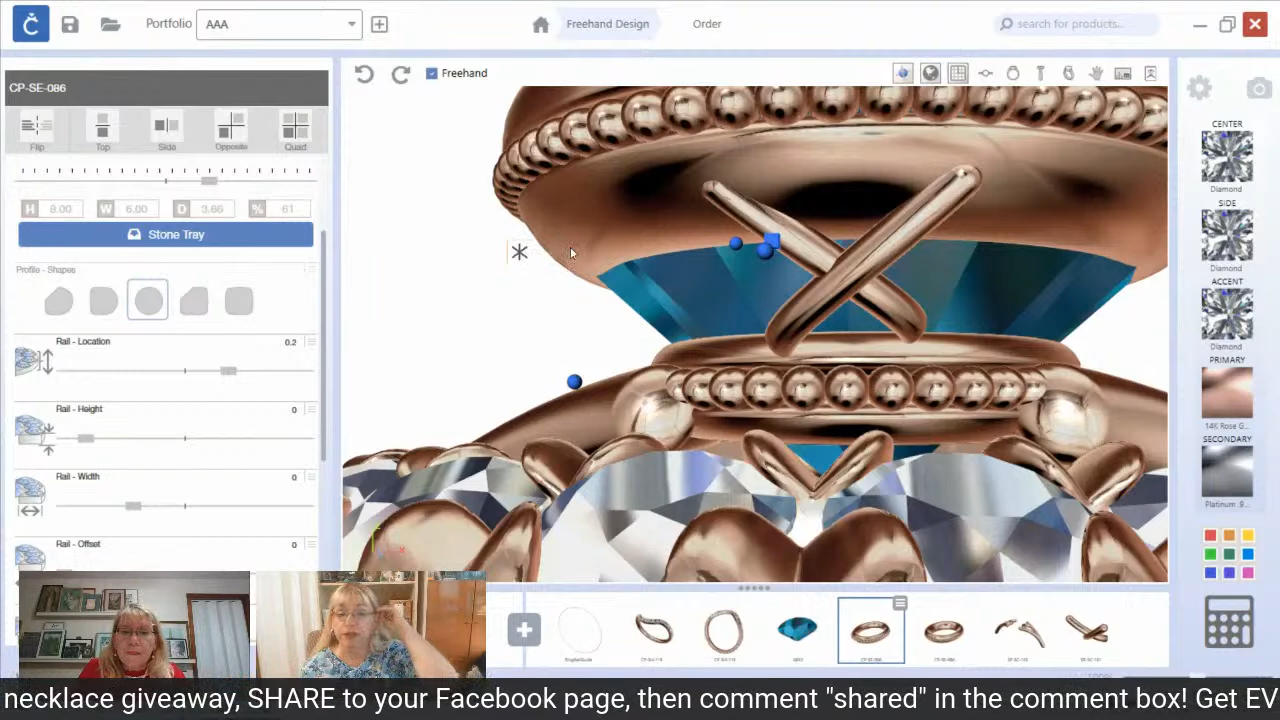 Č
Portfolio
AAA
Freehand Design
Order
search for products...
CP-SE-086
Freehand
Flip
Top
Side
Opposite
Quad
H 8.00
W 6.00
D 3.66
% 61
Stone Tray
Profile - Shapes
Rail - Location
0.2
Rail - Height
0
Rail - Width
0
Rail - Offset
0
CENTER
Diamond
SIDE
Diamond
ACCENT
Diamond
PRIMARY
14K Rose G...
SECONDARY
Platinum .9...
necklace giveaway, SHARE to your Facebook page, then comment "shared" in the comment box! Get EV